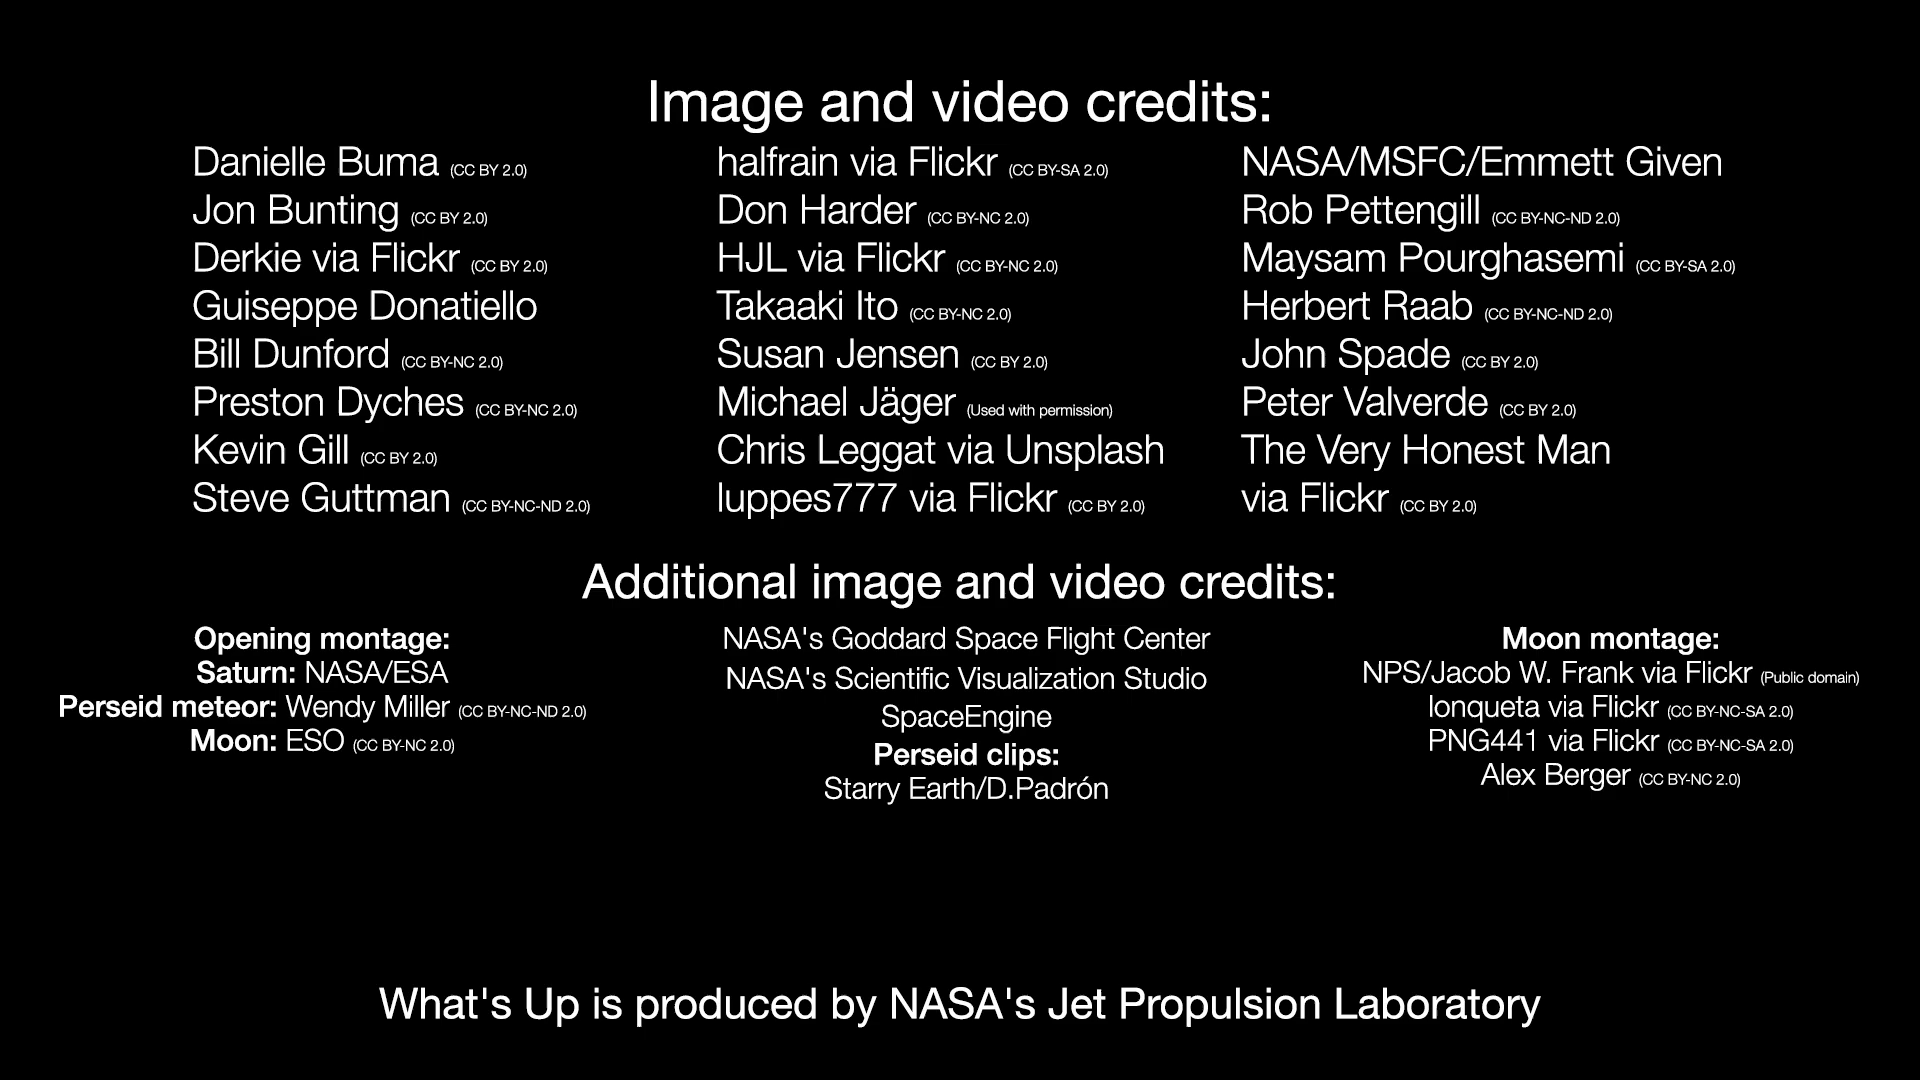 Image and video credits:
Danielle Buma (CC BY 2.0)
Jon Bunting (CC BY 2.0)
Derkie via Flickr (CC BY 2.0)
Guiseppe Donatiello
Bill Dunford (CC BY-NC 2.0)
Preston Dyches (CC BY-NC 2.0)
Kevin Gill (CC BY 2.0)
Steve Guttman (CC BY-NC-ND 2.0)
halfrain via Flickr (CC BY-SA 2.0)
Don Harder (CC BY-NC 2.0)
HJL via Flickr (CC BY-NC 2.0)
Takaaki Ito (CC BY-NC 2.0)
Susan Jensen (CC BY 2.0)
Michael Jäger (Used with permission)
Chris Leggat via Unsplash
luppes777 via Flickr (CC BY 2.0)
NASA/MSFC/Emmett Given
Rob Pettengill (CC BY-NC-ND 2.0)
Maysam Pourghasemi (CC BY-SA 2.0)
Herbert Raab (CC BY-NC-ND 2.0)
John Spade (CC BY 2.0)
Peter Valverde (CC BY 2.0)
The Very Honest Man
via Flickr (CC BY 2.0)
Additional image and video credits:
Opening montage:
Saturn: NASA/ESA
Perseid meteor: Wendy Miller (CC BY-NC-ND 2.0)
Moon: ESO (CC BY-NC 2.0)
NASA's Goddard Space Flight Center
NASA's Scientific Visualization Studio
SpaceEngine
Perseid clips:
Starry Earth/D.Padrón
Moon montage:
NPS/Jacob W. Frank via Flickr (Public domain)
lonqueta via Flickr (CC BY-NC-SA 2.0)
PNG441 via Flickr (CC BY-NC-SA 2.0)
Alex Berger (CC BY-NC 2.0)
What's Up is produced by NASA's Jet Propulsion Laboratory